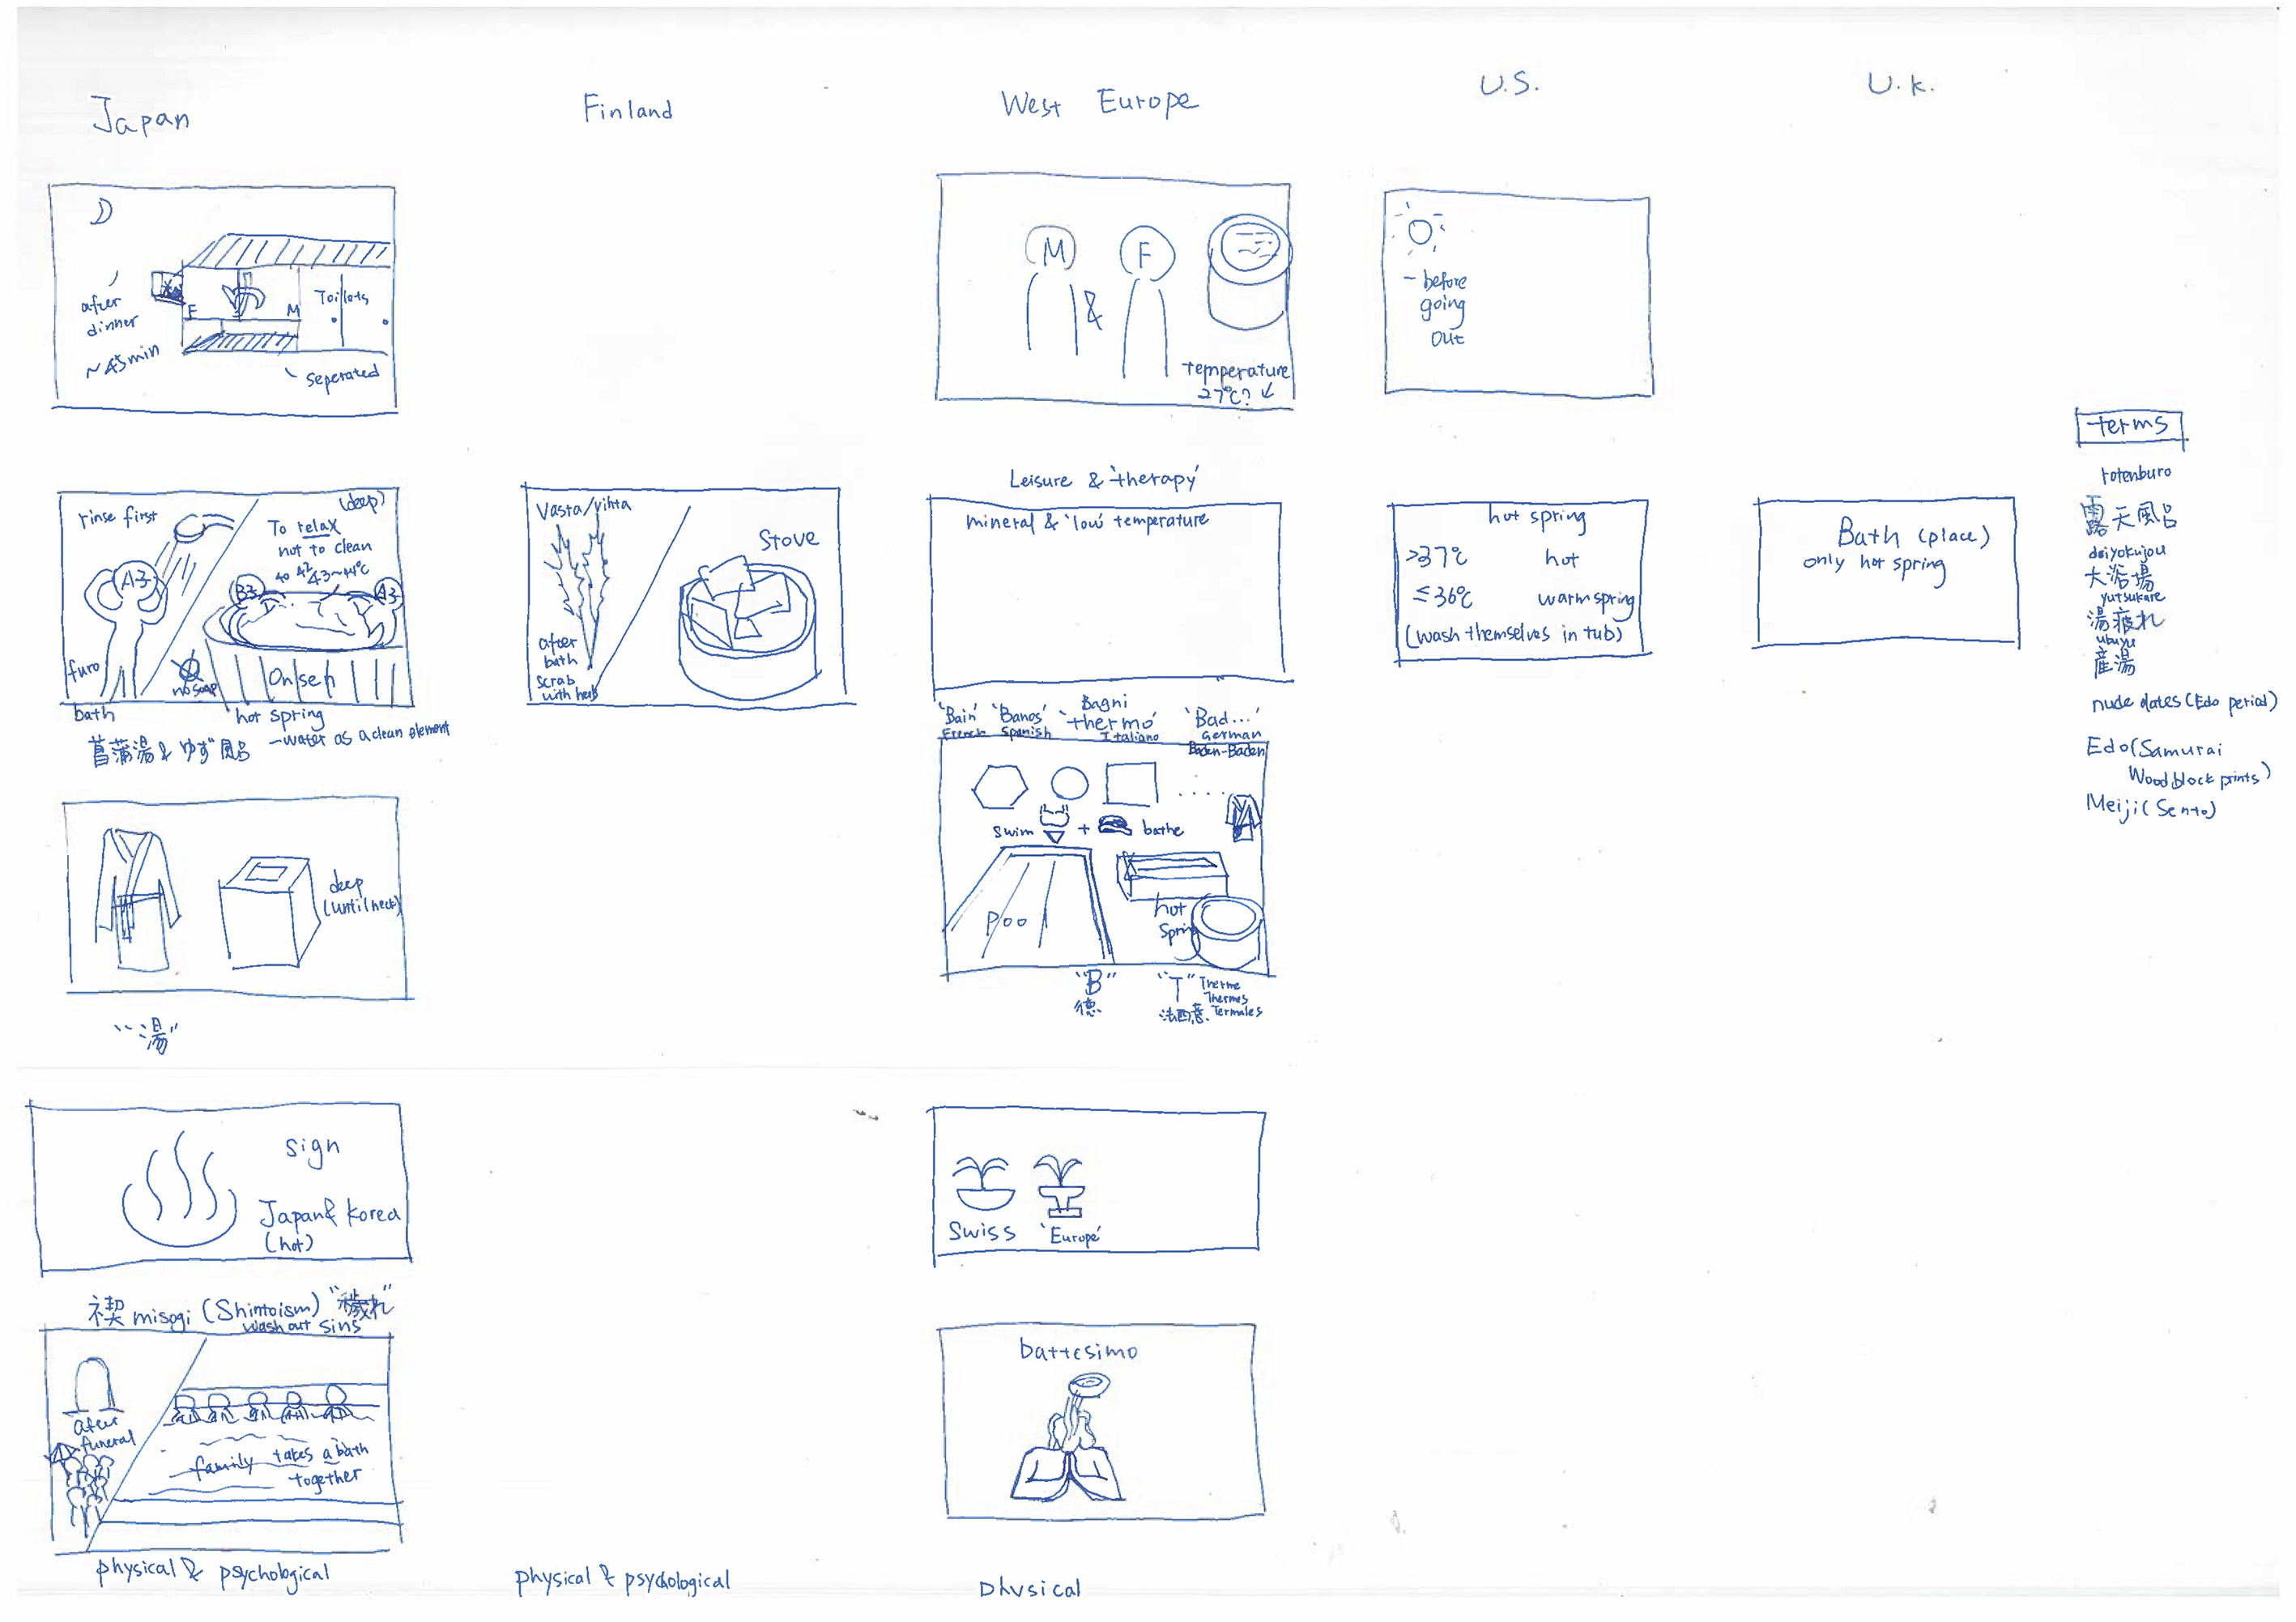 Japan
Finland
West Europe
U.S.
U.K.
after
dinner
~45min
F
M
Toilets
seperated
M
&
F
temperature
27℃?
- before
going
out
rinse first
A3
furo
bath
(deep)
To relax
not to clean
40 42 43~44℃
B3
A3
no soap
Onsen
hot spring
-water as a clean element
菖蒲湯&ゆず風呂
Vasta/vihta
after
bath
scrab
with herb
Stove
Leisure & 'therapy'
mineral & 'low' temperature
'Bain'
French
'Banos'
Spanish
Bagni
'thermo'
Italiano
'Bad...'
German
Baden-Baden
hot spring
>37℃ hot
≤36℃ warm spring
(wash themselves in tub)
Bath (place)
only hot spring
terms
rotenburo
露天風呂
daiyokujou
大浴場
yutsukare
湯疲れ
ubuyu
産湯
nude dates (Edo period)
Edo (Samurai
Woodblock prints)
Meiji (Sento)
deep
(until neck)
"湯"
swim + bathe
Poo
hot
Spring
"B"
德
"T" Therme
Thermes
法西意. Termales
sign
Japan & Korea
(hot)
Swiss
'Europe'
禊 misogi (Shintoism) "穢れ"
wash out sins
after
funeral
family takes a bath
together
battesimo
physical & psychological
physical & psychological
physical